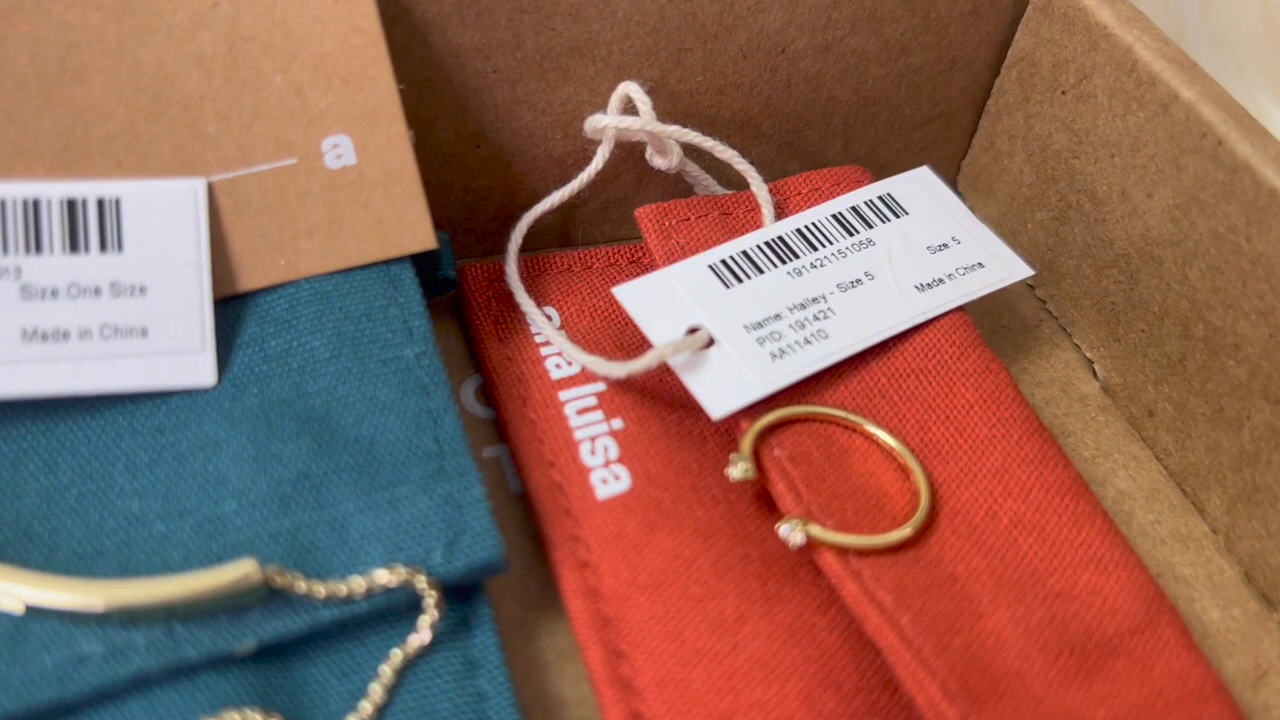 a
013
Size:One Size
Made in China
191421151058
Size: 5
Name: Hailey - Size 5
PID: 191421
Made in China
AA11410
ana luisa